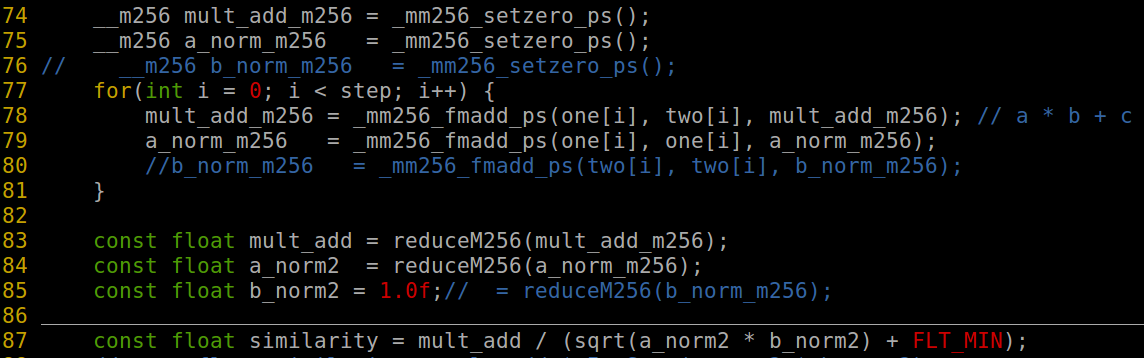 74     __m256 mult_add_m256 = _mm256_setzero_ps();
75     __m256 a_norm_m256   = _mm256_setzero_ps();
76 //    __m256 b_norm_m256   = _mm256_setzero_ps();
77     for(int i = 0; i < step; i++) {
78         mult_add_m256 = _mm256_fmadd_ps(one[i], two[i], mult_add_m256); // a * b + c
79         a_norm_m256   = _mm256_fmadd_ps(one[i], one[i], a_norm_m256);
80         //b_norm_m256   = _mm256_fmadd_ps(two[i], two[i], b_norm_m256);
81     }
82
83     const float mult_add = reduceM256(mult_add_m256);
84     const float a_norm2  = reduceM256(a_norm_m256);
85     const float b_norm2 = 1.0f;//  = reduceM256(b_norm_m256);
86
87     const float similarity = mult_add / (sqrt(a_norm2 * b_norm2) + FLT_MIN);